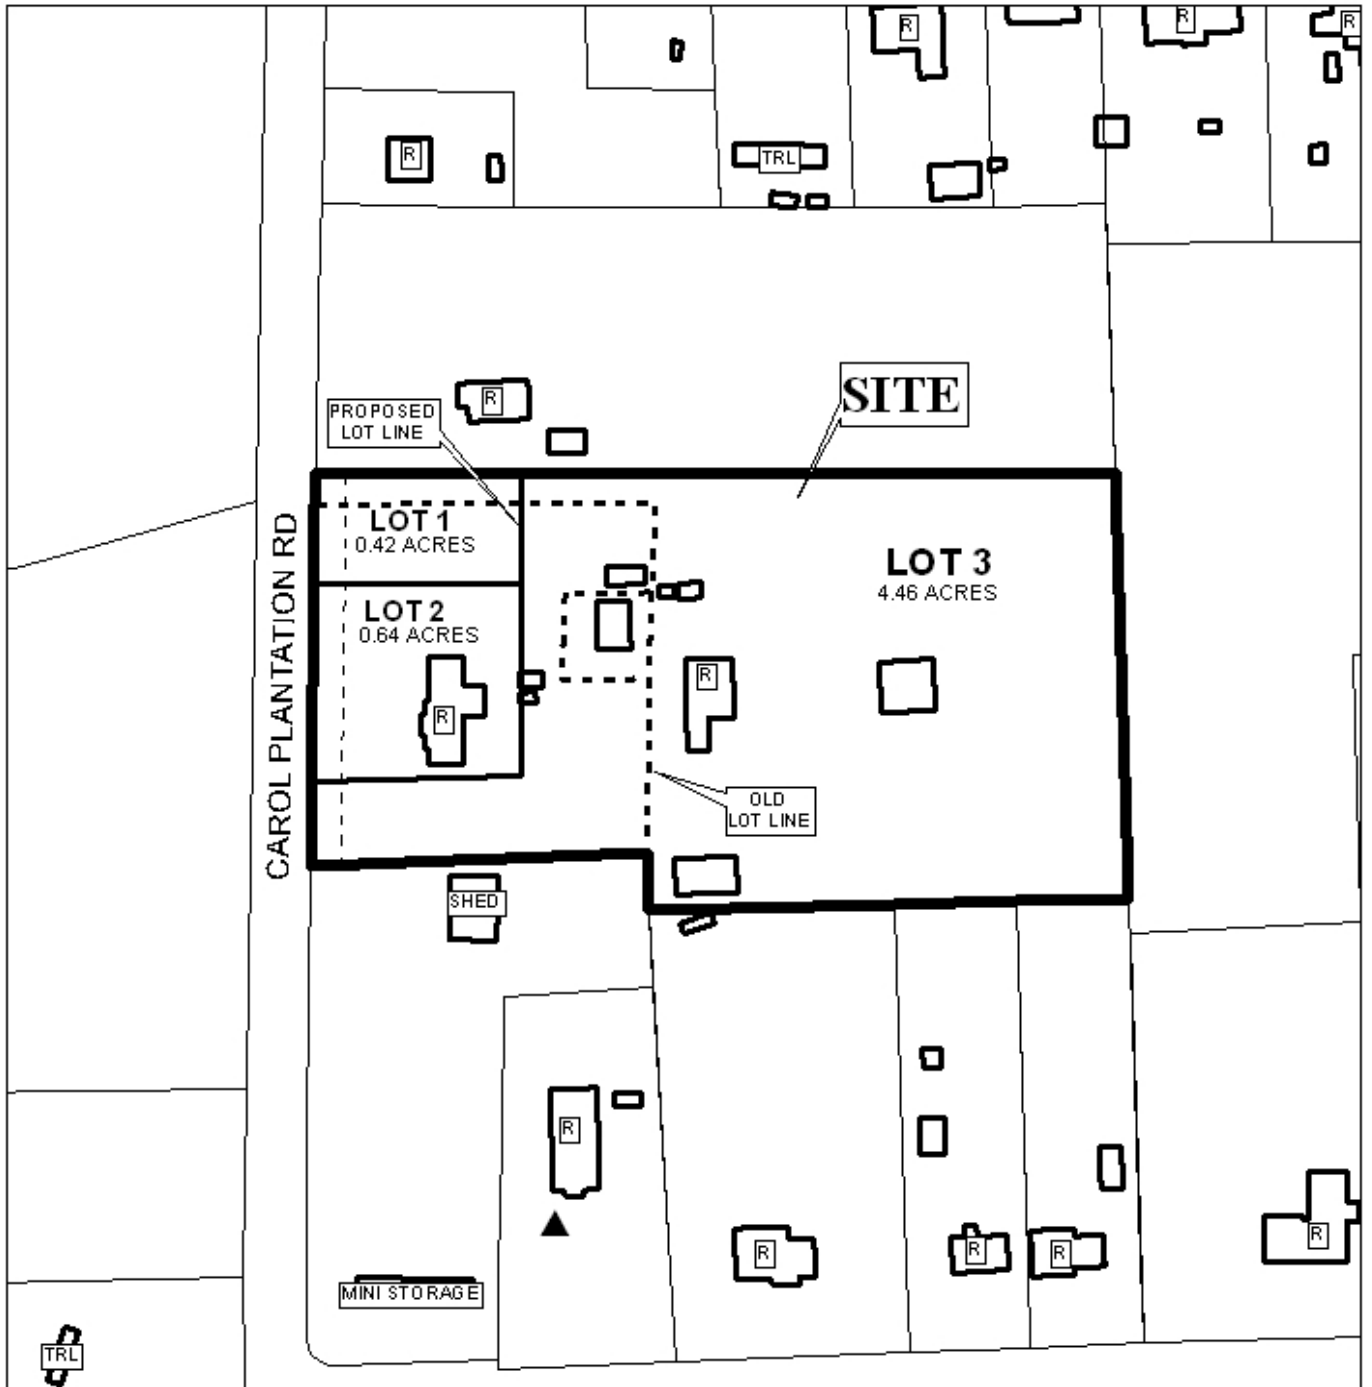 R
R
R
R
TRL
SITE
R
PROPOSED
LOT LINE
LOT 1
0.42 ACRES
LOT 3
4.46 ACRES
LOT 2
0.64 ACRES
R
R
CAROL PLANTATION RD
OLD
LOT LINE
SHED
R
R
R
R
R
MINI STORAGE
TRL